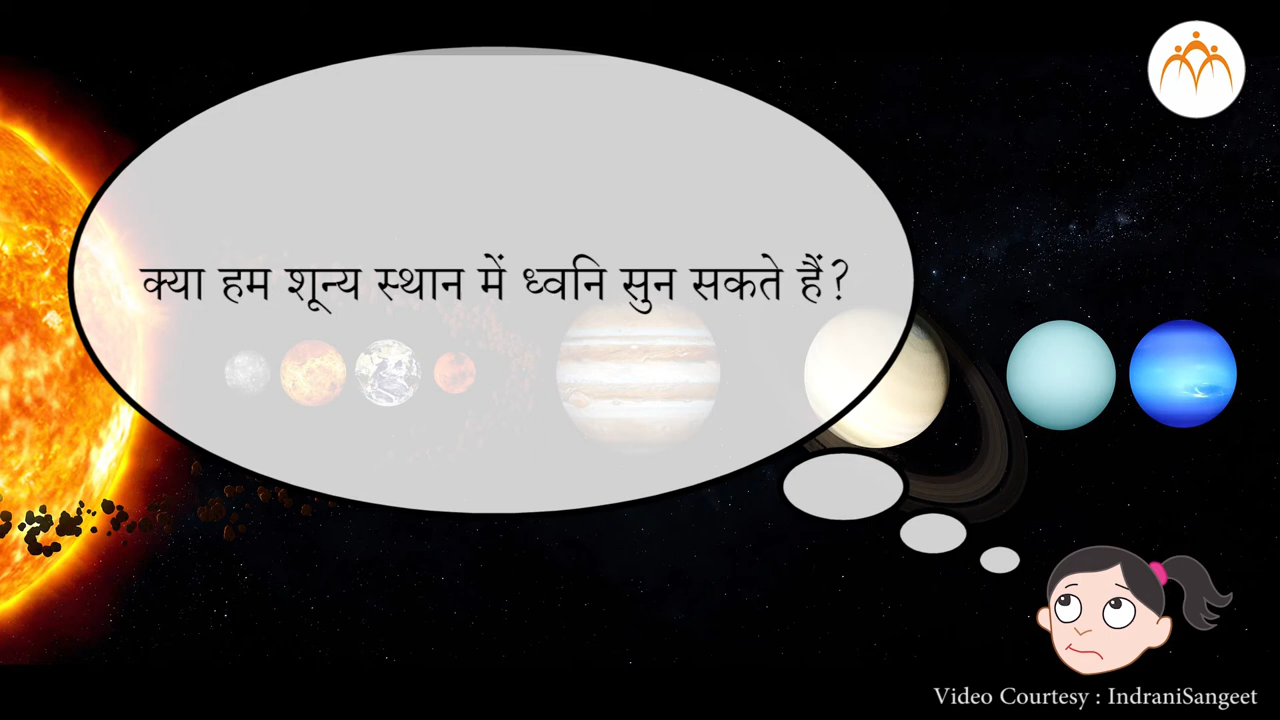 क्या हम शून्य स्थान में ध्वनि सुन सकते हैं?
Video Courtesy : IndraniSangeet